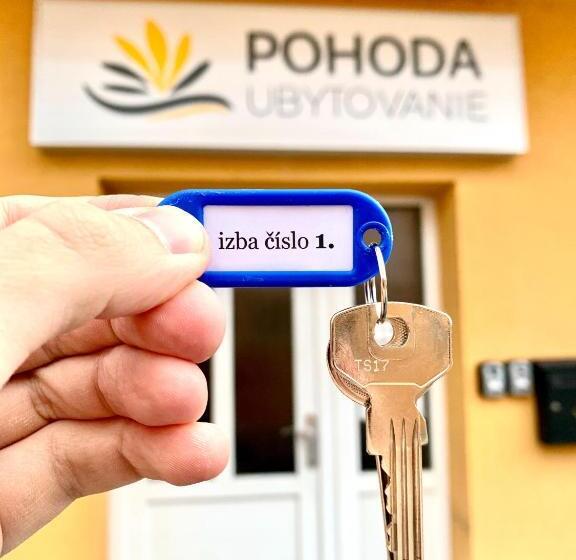 POHODA
UBYTOVANIE
izba číslo 1.
TS17